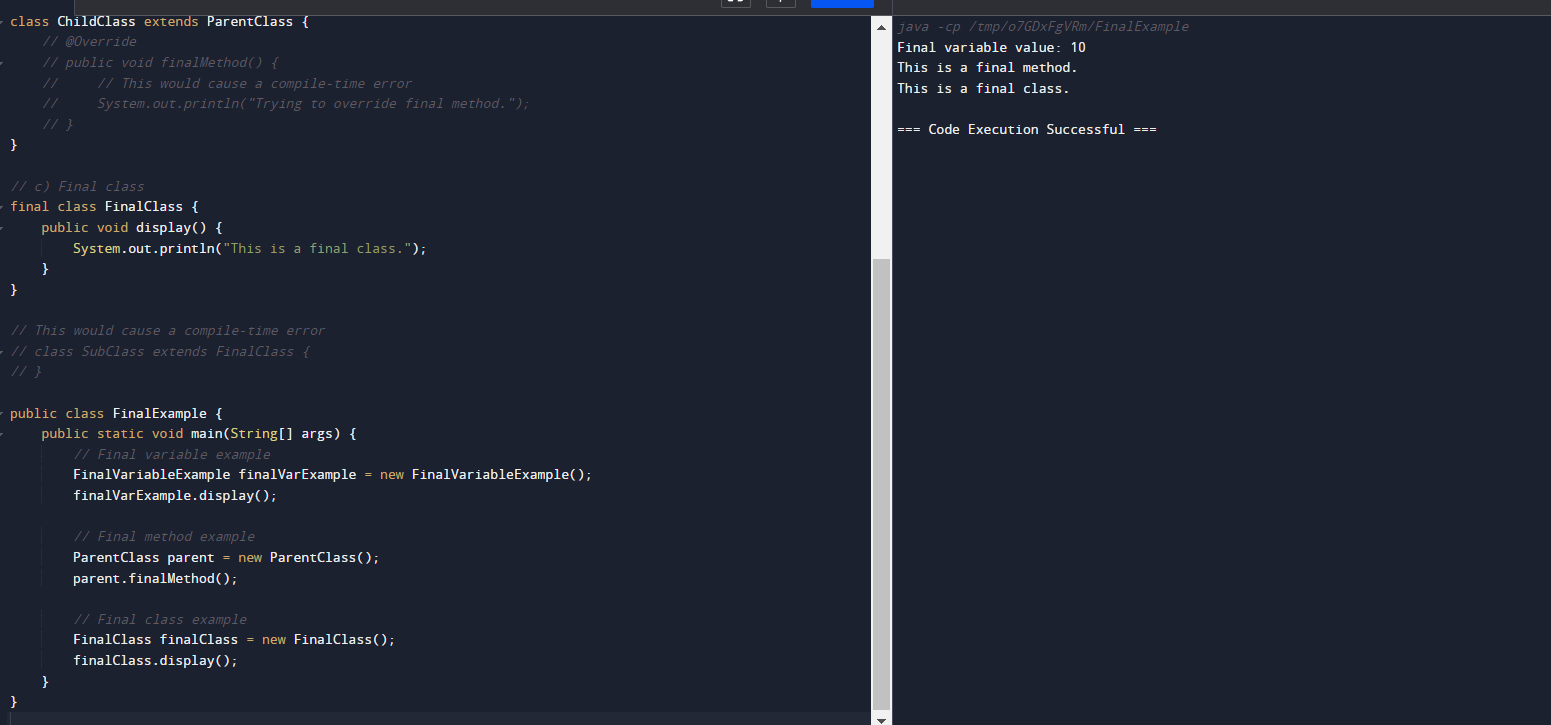 class ChildClass extends ParentClass {
    // @Override
    // public void finalMethod() {
    //     // This would cause a compile-time error
    //     System.out.println("Trying to override final method.");
    // }
}

// c) Final class
final class FinalClass {
    public void display() {
        System.out.println("This is a final class.");
    }
}

// This would cause a compile-time error
// class SubClass extends FinalClass {
// }

public class FinalExample {
    public static void main(String[] args) {
        // Final variable example
        FinalVariableExample finalVarExample = new FinalVariableExample();
        finalVarExample.display();

        // Final method example
        ParentClass parent = new ParentClass();
        parent.finalMethod();

        // Final class example
        FinalClass finalClass = new FinalClass();
        finalClass.display();
    }
}
java -cp /tmp/o7GDxFgVRm/FinalExample
Final variable value: 10
This is a final method.
This is a final class.

=== Code Execution Successful ===